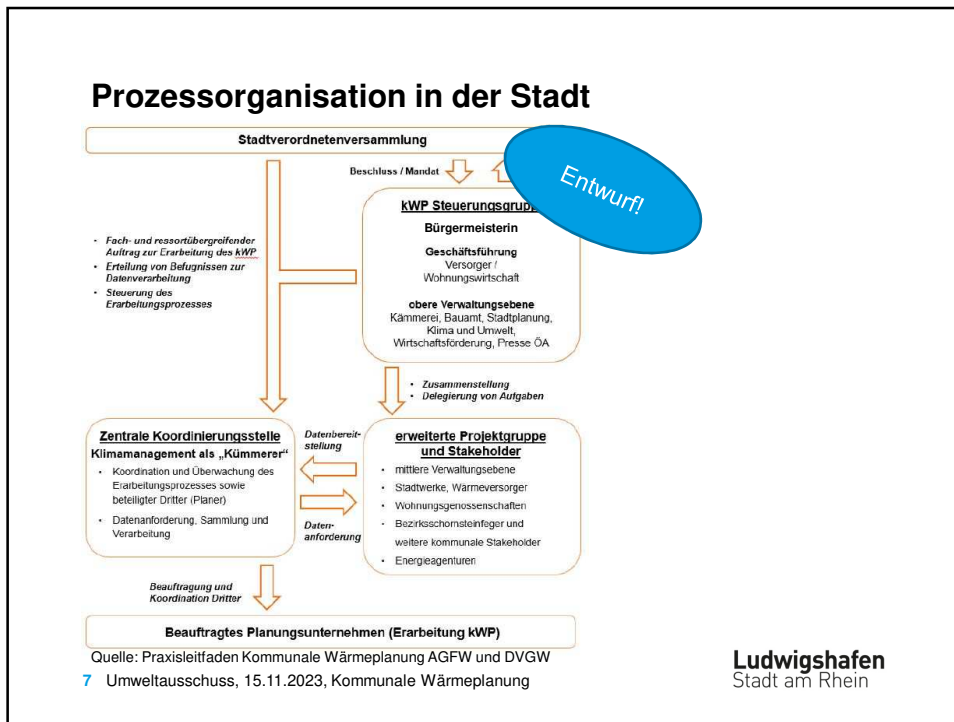 Prozessorganisation in der Stadt
Stadtverordnetenversammlung
Beschluss / Mandat
Entwurf!
kWP Steuerungsgrupp
Bürgermeisterin
Geschäftsführung
Versorger /
Wohnungswirtschaft
obere Verwaltungsebene
Kämmerei, Bauamt, Stadtplanung,
Klima und Umwelt,
Wirtschaftsförderung, Presse ÖA
• Fach- und ressortübergreifender
Auftrag zur Erarbeitung des kWP
• Erteilung von Befugnissen zur
Datenverarbeitung
• Steuerung des
Erarbeitungsprozesses
• Zusammenstellung
• Delegierung von Aufgaben
Zentrale Koordinierungsstelle
Klimamanagement als „Kümmerer“
• Koordination und Überwachung des
Erarbeitungsprozesses sowie
beteiligter Dritter (Planer)
• Datenanforderung, Sammlung und
Verarbeitung
Datenbereit-
stellung
Daten-
anforderung
erweiterte Projektgruppe
und Stakeholder
• mittlere Verwaltungsebene
• Stadtwerke, Wärmeversorger
• Wohnungsgenossenschaften
• Bezirksschornsteinfeger und
weitere kommunale Stakeholder
• Energieagenturen
Beauftragung und
Koordination Dritter
Beauftragtes Planungsunternehmen (Erarbeitung kWP)
Quelle: Praxisleitfaden Kommunale Wärmeplanung AGFW und DVGW
7 Umweltausschuss, 15.11.2023, Kommunale Wärmeplanung
Ludwigshafen
Stadt am Rhein